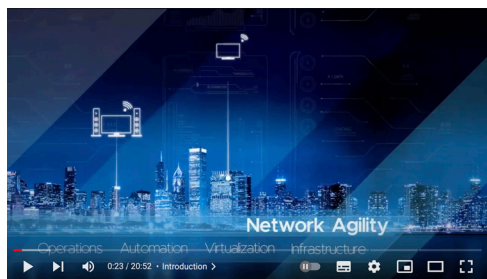 Network Agility
Operations Automation Virtualization Infrastructure
0:23 / 20:52 • Introduction >